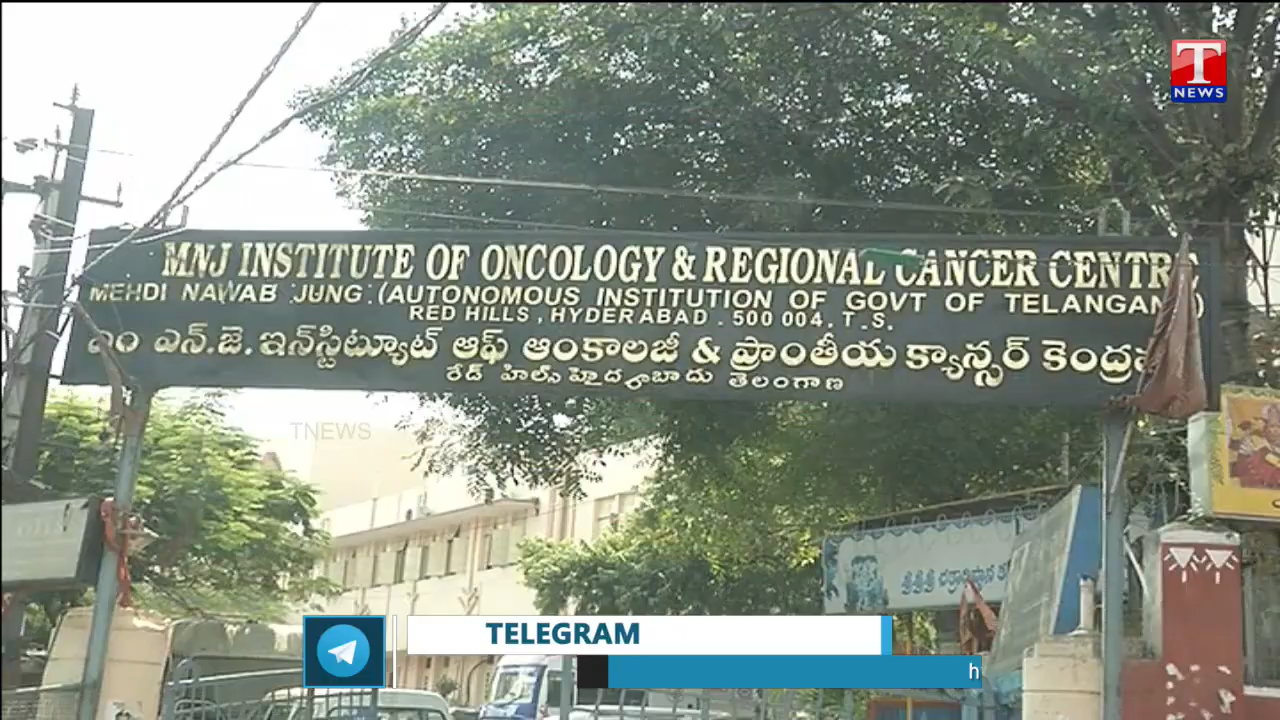 T
NEWS
MNJ INSTITUTE OF ONCOLOGY & REGIONAL CANCER CENTRE
MEHDI NAWAB JUNG (AUTONOMOUS INSTITUTION OF GOVT OF TELANGANA)
RED HILLS, HYDERABAD. 500 004. T.S.
ఎం ఎన్.జె. ఇన్‌స్టిట్యూట్ ఆఫ్ ఆంకాలజీ & ప్రాంతీయ క్యాన్సర్
రేడ్ హిల్స్ హైద్రాబాదు తెలంగాణ
TNEWS
శ్రీశ్రీశ్రీ
TELEGRAM
h